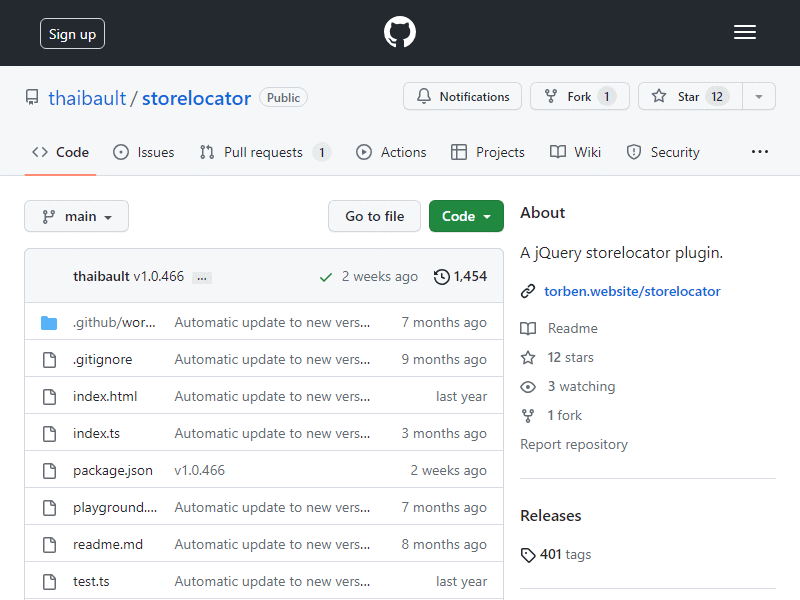 Sign up
thaibault / storelocator Public
Notifications Fork 1 Star 12
Code Issues Pull requests 1 Actions Projects Wiki Security
main Go to file Code
thaibault v1.0.466 ... 2 weeks ago 1,454
.github/wor... Automatic update to new vers... 7 months ago
.gitignore Automatic update to new vers... 9 months ago
index.html Automatic update to new vers... last year
index.ts Automatic update to new vers... 3 months ago
package.json v1.0.466 2 weeks ago
playground.... Automatic update to new vers... 7 months ago
readme.md Automatic update to new vers... 8 months ago
test.ts Automatic update to new vers... last year
About
A jQuery storelocator plugin.
torben.website/storelocator
Readme
12 stars
3 watching
1 fork
Report repository
Releases
401 tags